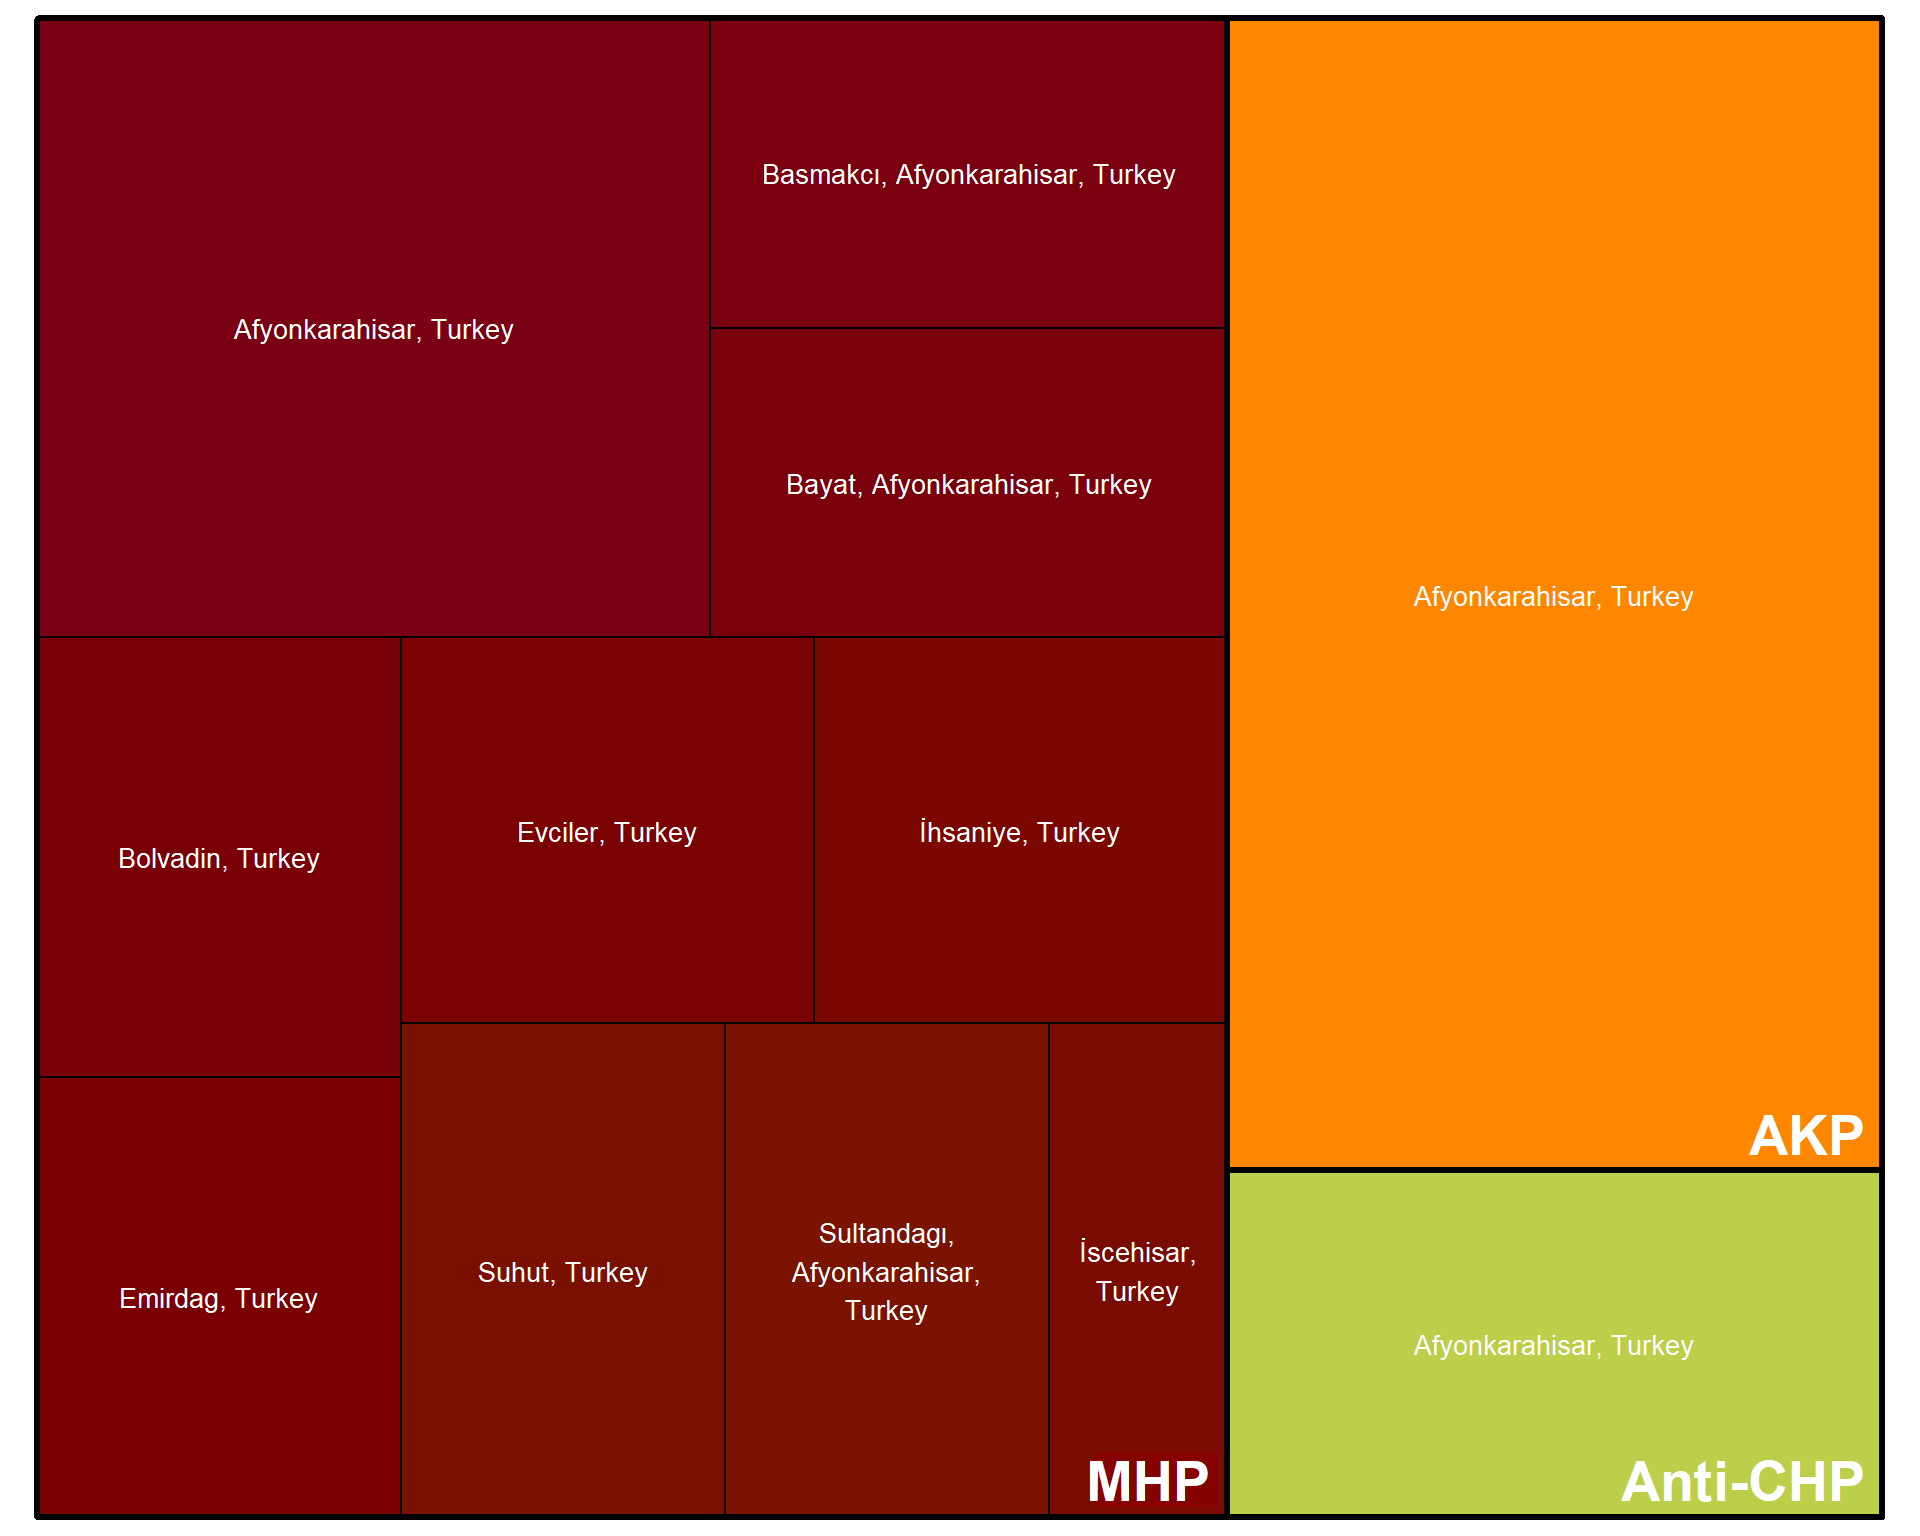 Afyonkarahisar, Turkey
Basmakcı, Afyonkarahisar, Turkey
Bayat, Afyonkarahisar, Turkey
Bolvadin, Turkey
Evciler, Turkey
İhsaniye, Turkey
Emirdag, Turkey
Suhut, Turkey
Sultandagı,
Afyonkarahisar,
Turkey
İscehisar,
Turkey
MHP
Afyonkarahisar, Turkey
AKP
Afyonkarahisar, Turkey
Anti-CHP